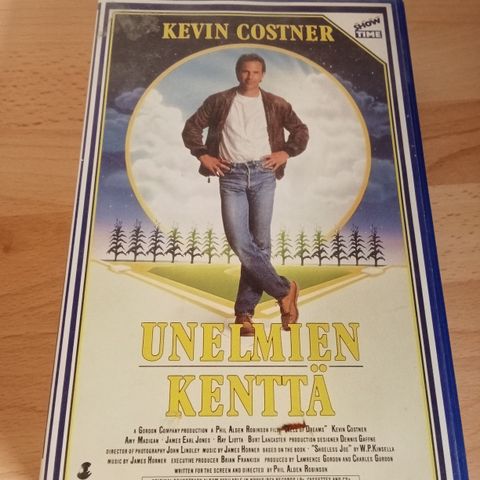 KEVIN COSTNER
SHOW
TIME
UNELMIEN
KENTTÄ
A GORDON COMPANY PRODUCTION A PHIL ALDEN ROBINSON FILM OF DREAMS" KEVIN COSTNER
AMY MADIGAN · JAMES EARL JONES · RAY LIOTTA · BURT LANCASTER PRODUCTION DESIGNER DENNIS GAFFNE
DIRECTOR OF PHOTOGRAPHY JOHN LINDLEY MUSIC BY JAMES HORNER BASED ON THE BOOK · "SHOELESS JOE" BY W.P.KINSELLA
MUSIC BY JAMES HORNER EXECUTIVE PRODUCER BRIAN FRANKISH PRODUCED BY LAWRENCE GORDON AND CHARLES GORDON
WRITTEN FOR THE SCREEN AND DIRECTED BY PHIL ALDEN ROBINSON